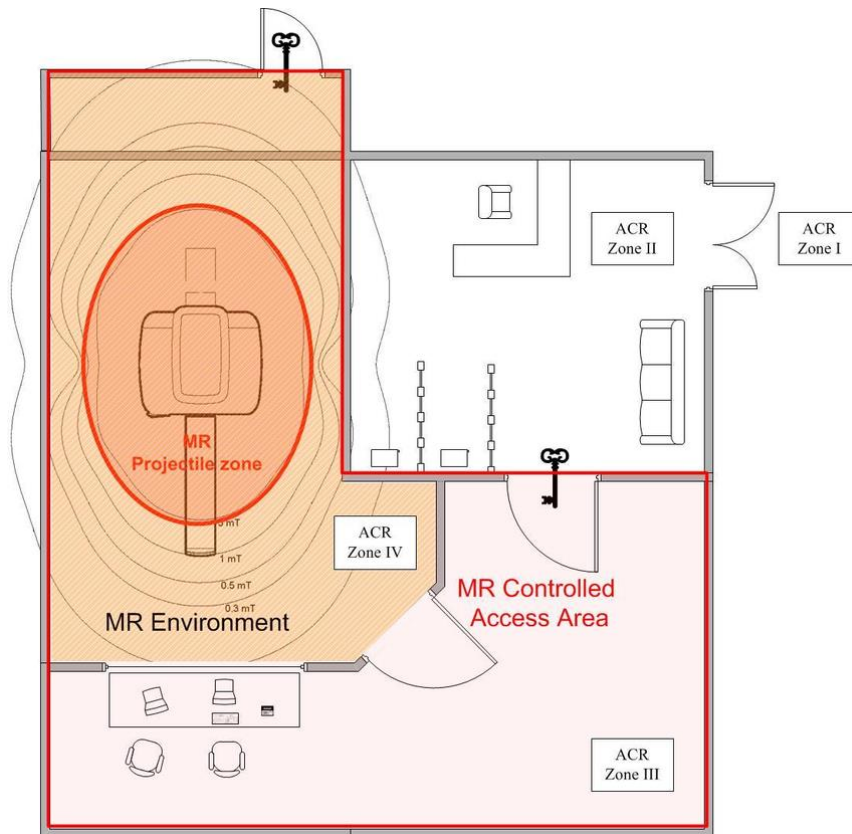 ACR
Zone II
ACR
Zone I
MR
Projectile zone
ACR
Zone IV
1 mT
0.5 mT
0.3 mT
MR Environment
MR Controlled
Access Area
ACR
Zone III